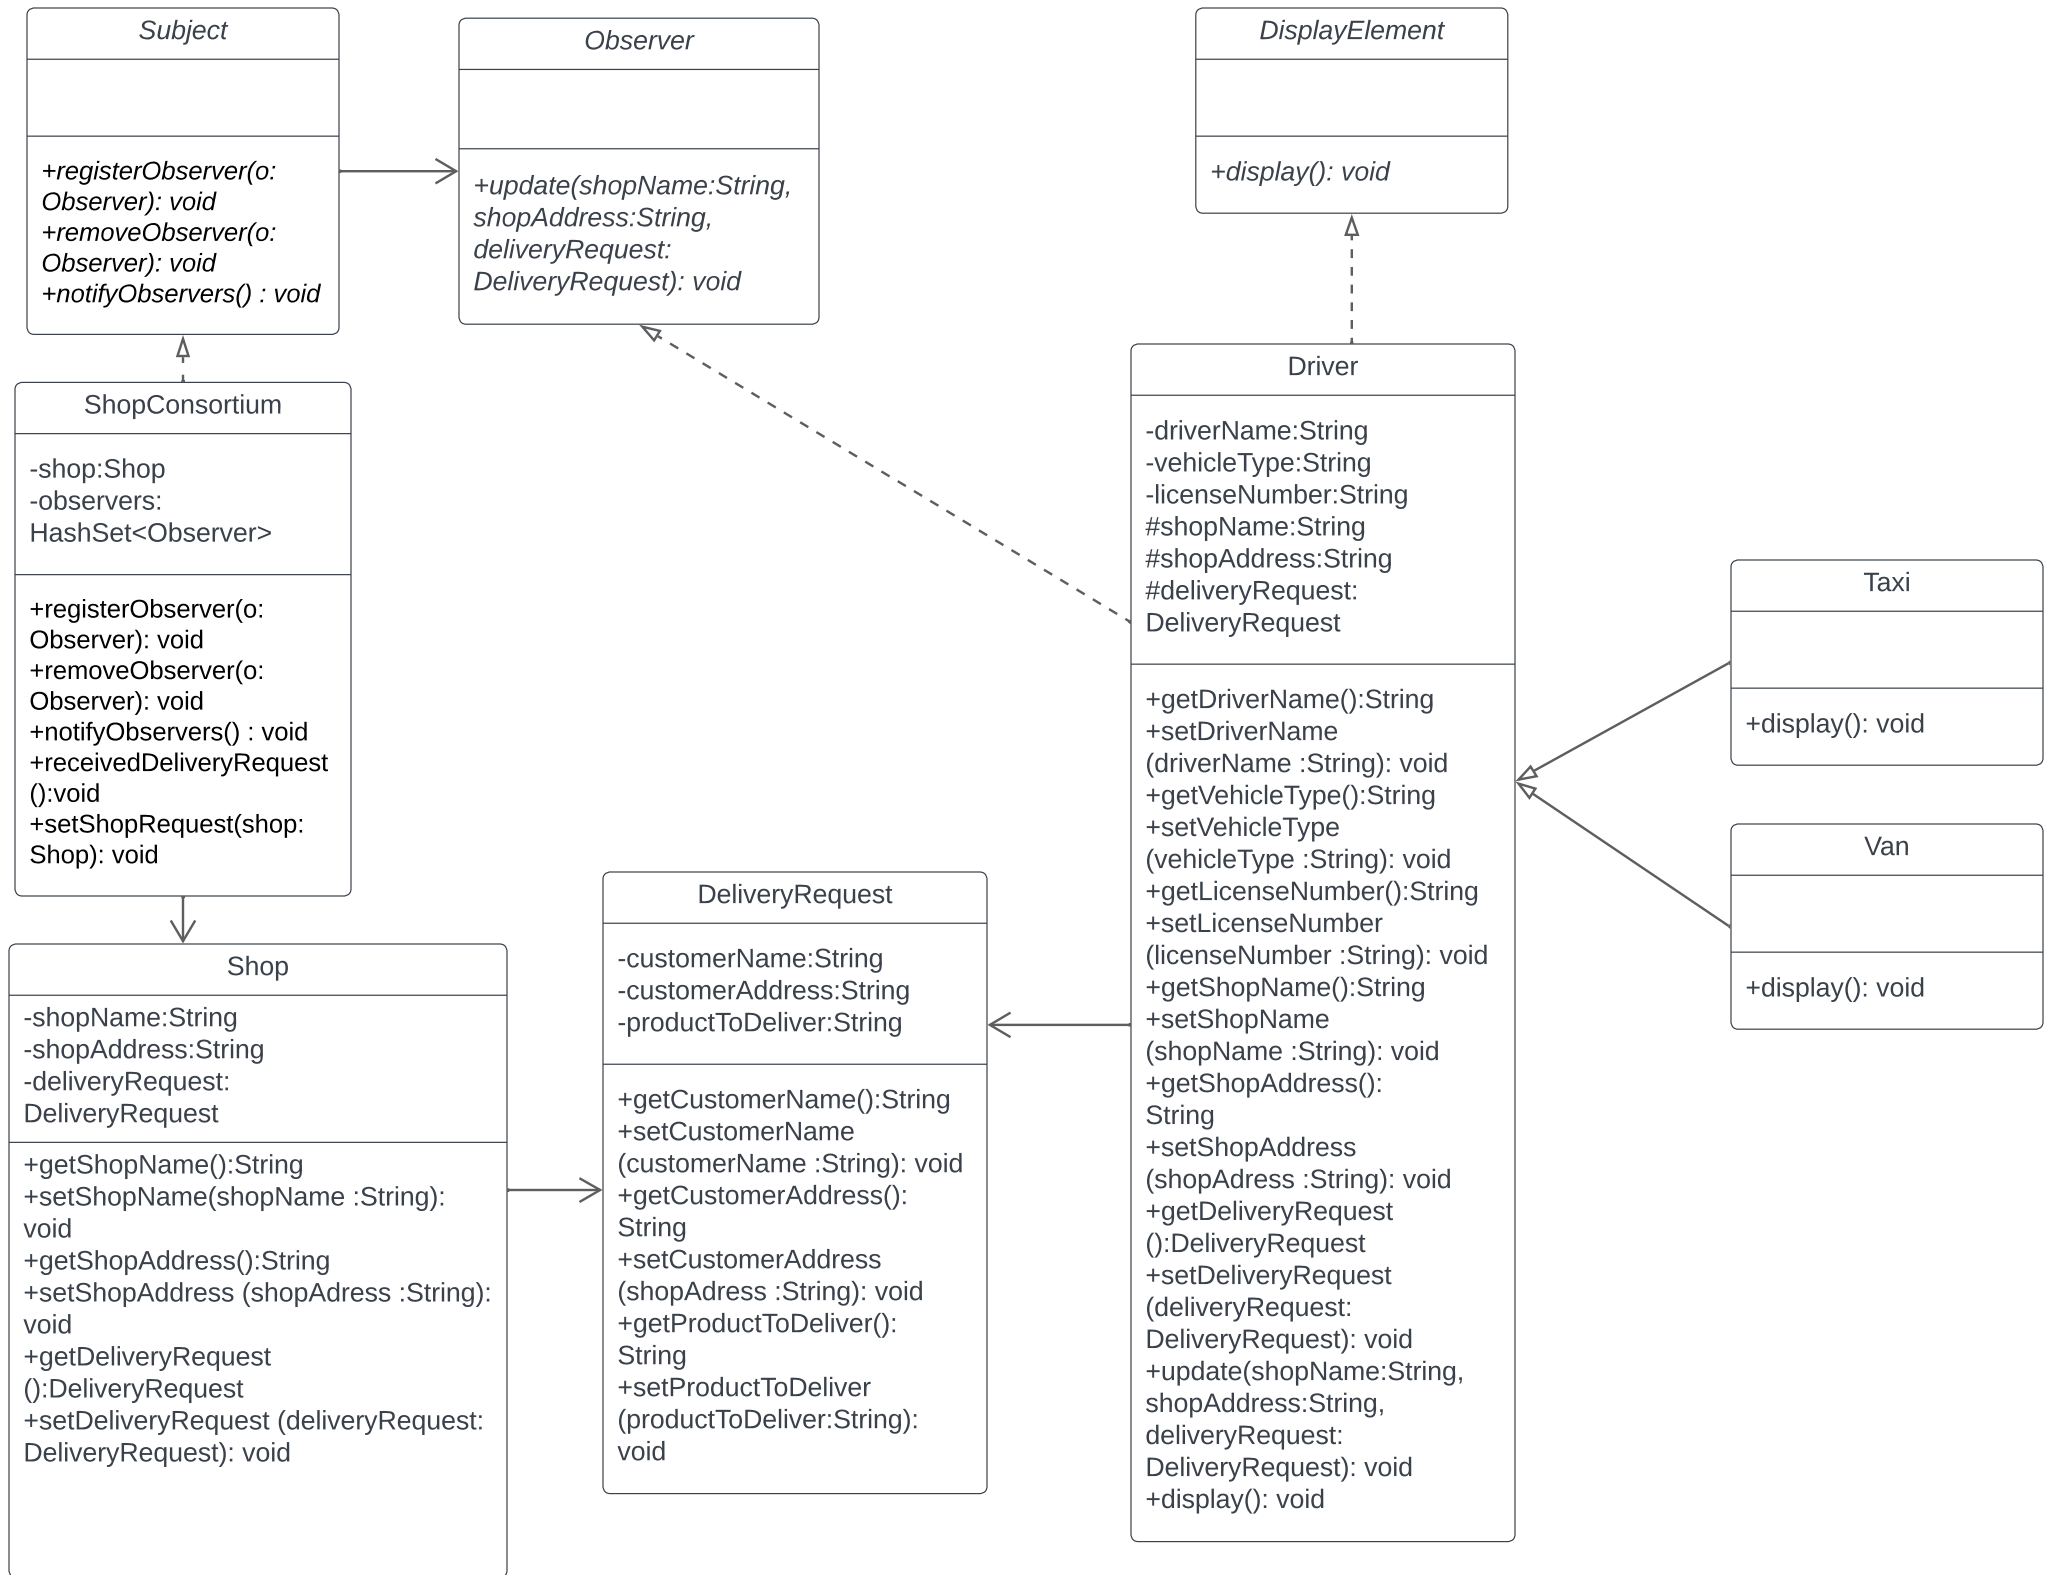 Subject
+registerObserver(o:
Observer): void
+removeObserver(o:
Observer): void
+notifyObservers() : void
Observer
+update(shopName:String,
shopAddress:String,
deliveryRequest:
DeliveryRequest): void
DisplayElement
+display(): void
ShopConsortium
-shop:Shop
-observers:
HashSet<Observer>
+registerObserver(o:
Observer): void
+removeObserver(o:
Observer): void
+notifyObservers() : void
+receivedDeliveryRequest
():void
+setShopRequest(shop:
Shop): void
Shop
-shopName:String
-shopAddress:String
-deliveryRequest:
DeliveryRequest
+getShopName():String
+setShopName(shopName :String):
void
+getShopAddress():String
+setShopAddress (shopAdress :String):
void
+getDeliveryRequest
():DeliveryRequest
+setDeliveryRequest (deliveryRequest:
DeliveryRequest): void
DeliveryRequest
-customerName:String
-customerAddress:String
-productToDeliver:String
+getCustomerName():String
+setCustomerName
(customerName :String): void
+getCustomerAddress():
String
+setCustomerAddress
(shopAdress :String): void
+getProductToDeliver():
String
+setProductToDeliver
(productToDeliver:String):
void
Driver
-driverName:String
-vehicleType:String
-licenseNumber:String
#shopName:String
#shopAddress:String
#deliveryRequest:
DeliveryRequest
+getDriverName():String
+setDriverName
(driverName :String): void
+getVehicleType():String
+setVehicleType
(vehicleType :String): void
+getLicenseNumber():String
+setLicenseNumber
(licenseNumber :String): void
+getShopName():String
+setShopName
(shopName :String): void
+getShopAddress():
String
+setShopAddress
(shopAdress :String): void
+getDeliveryRequest
():DeliveryRequest
+setDeliveryRequest
(deliveryRequest:
DeliveryRequest): void
+update(shopName:String,
shopAddress:String,
deliveryRequest:
DeliveryRequest): void
+display(): void
Taxi
+display(): void
Van
+display(): void